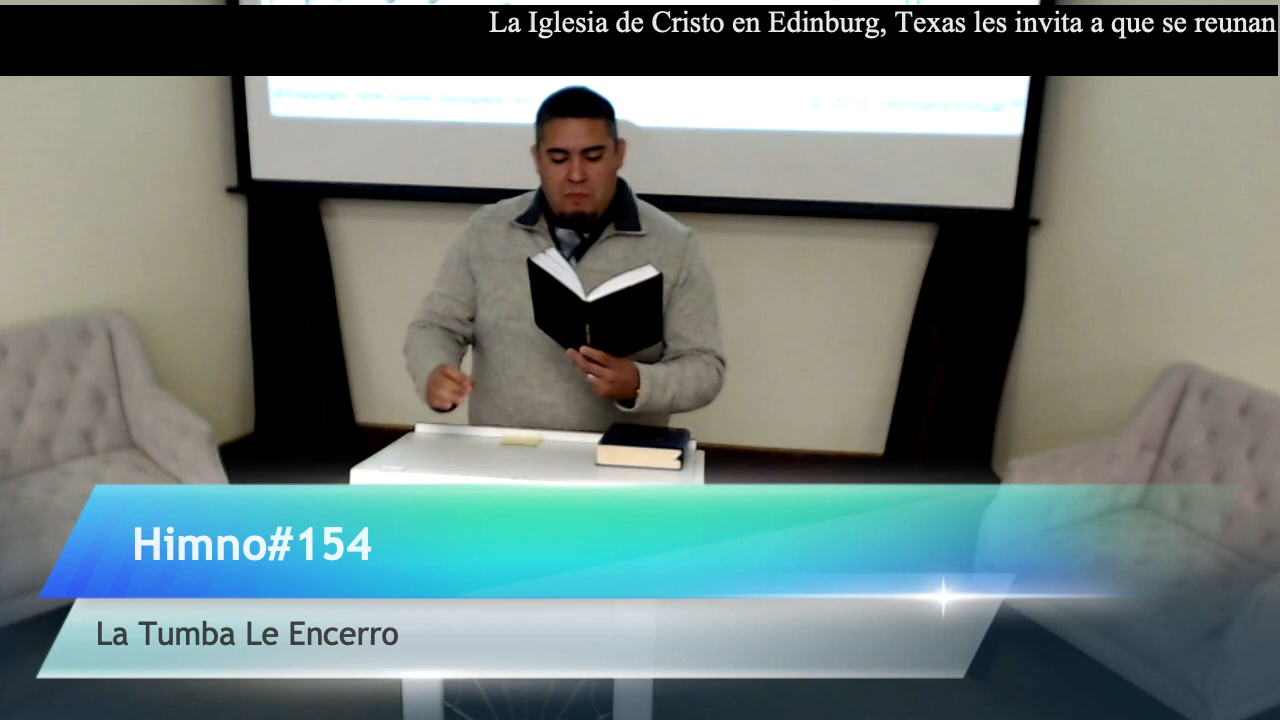 La Iglesia de Cristo en Edinburg, Texas les invita a que se reunan
Himno#154
La Tumba Le Encerro